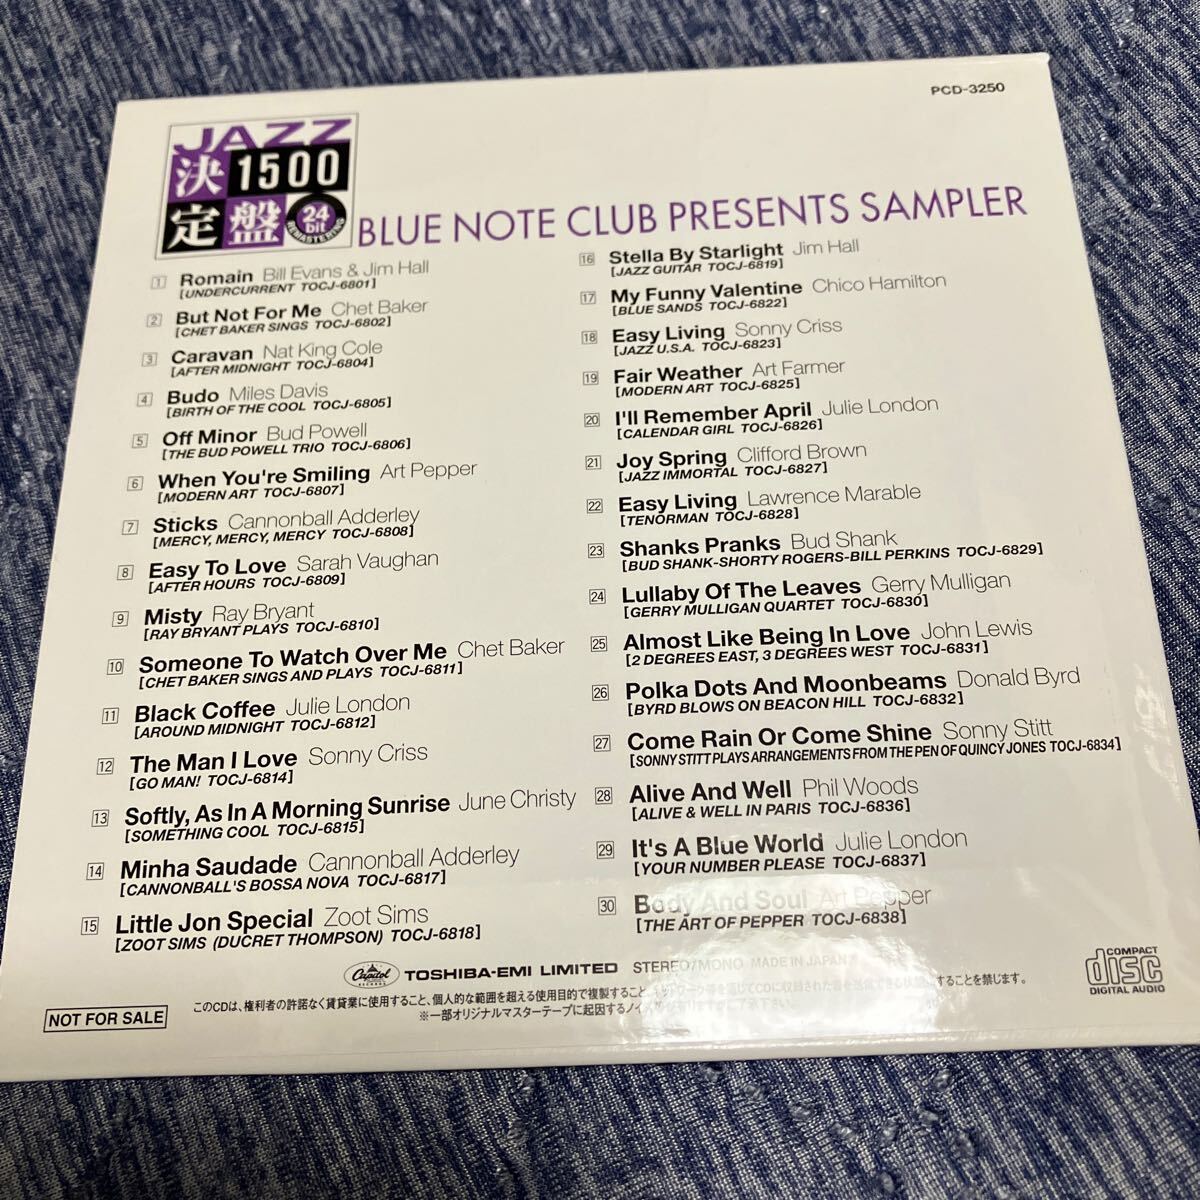 PCD-3250
JAZZ
決 1500
定盤 24 bit REMASTERING
BLUE NOTE CLUB PRESENTS SAMPLER
1 Romain Bill Evans & Jim Hall
[UNDERCURRENT TOCJ-6801]
2 But Not For Me Chet Baker
[CHET BAKER SINGS TOCJ-6802]
3 Caravan Nat King Cole
[AFTER MIDNIGHT TOCJ-6804]
4 Budo Miles Davis
[BIRTH OF THE COOL TOCJ-6805]
5 Off Minor Bud Powell
[THE BUD POWELL TRIO TOCJ-6806]
6 When You're Smiling Art Pepper
[MODERN ART TOCJ-6807]
7 Sticks Cannonball Adderley
[MERCY, MERCY, MERCY TOCJ-6808]
8 Easy To Love Sarah Vaughan
[AFTER HOURS TOCJ-6809]
9 Misty Ray Bryant
[RAY BRYANT PLAYS TOCJ-6810]
10 Someone To Watch Over Me Chet Baker
[CHET BAKER SINGS AND PLAYS TOCJ-6811]
11 Black Coffee Julie London
[AROUND MIDNIGHT TOCJ-6812]
12 The Man I Love Sonny Criss
[GO MAN! TOCJ-6814]
13 Softly, As In A Morning Sunrise June Christy
[SOMETHING COOL TOCJ-6815]
14 Minha Saudade Cannonball Adderley
[CANNONBALL'S BOSSA NOVA TOCJ-6817]
15 Little Jon Special Zoot Sims
[ZOOT SIMS (DUCRET THOMPSON) TOCJ-6818]
16 Stella By Starlight Jim Hall
[JAZZ GUITAR TOCJ-6819]
17 My Funny Valentine Chico Hamilton
[BLUE SANDS TOCJ-6822]
18 Easy Living Sonny Criss
[JAZZ U.S.A. TOCJ-6823]
19 Fair Weather Art Farmer
[MODERN ART TOCJ-6825]
20 I'll Remember April Julie London
[CALENDAR GIRL TOCJ-6826]
21 Joy Spring Clifford Brown
[JAZZ IMMORTAL TOCJ-6827]
22 Easy Living Lawrence Marable
[TENORMAN TOCJ-6828]
23 Shanks Pranks Bud Shank
[BUD SHANK-SHORTY ROGERS-BILL PERKINS TOCJ-6829]
24 Lullaby Of The Leaves Gerry Mulligan
[GERRY MULLIGAN QUARTET TOCJ-6830]
25 Almost Like Being In Love John Lewis
[2 DEGREES EAST, 3 DEGREES WEST TOCJ-6831]
26 Polka Dots And Moonbeams Donald Byrd
[BYRD BLOWS ON BEACON HILL TOCJ-6832]
27 Come Rain Or Come Shine Sonny Stitt
[SONNY STITT PLAYS ARRANGEMENTS FROM THE PEN OF QUINCY JONES TOCJ-6834]
28 Alive And Well Phil Woods
[ALIVE & WELL IN PARIS TOCJ-6836]
29 It's A Blue World Julie London
[YOUR NUMBER PLEASE TOCJ-6837]
30 Body And Soul Art Pepper
[THE ART OF PEPPER TOCJ-6838]
Capitol RECORDS TOSHIBA-EMI LIMITED STEREO/MONO MADE IN JAPAN
COMPACT disc DIGITAL AUDIO
NOT FOR SALE
このCDは、権利者の許諾なく賃貸業に使用すること、個人的な範囲を超える使用目的で複製すること、 することを禁じます。
※一部オリジナルマスターテープに起因するノイズ